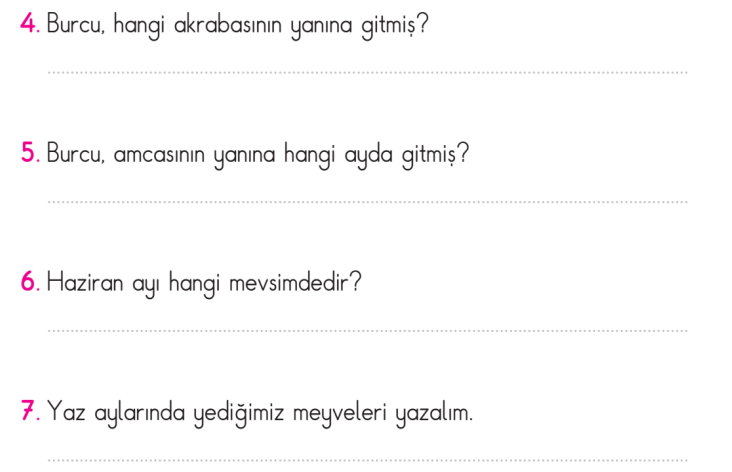 4. Burcu, hangi akrabasının yanına gitmiş?
5. Burcu, amcasının yanına hangi ayda gitmiş?
6. Haziran ayı hangi mevsimdedir?
7. Yaz aylarında yediğimiz meyveleri yazalım.